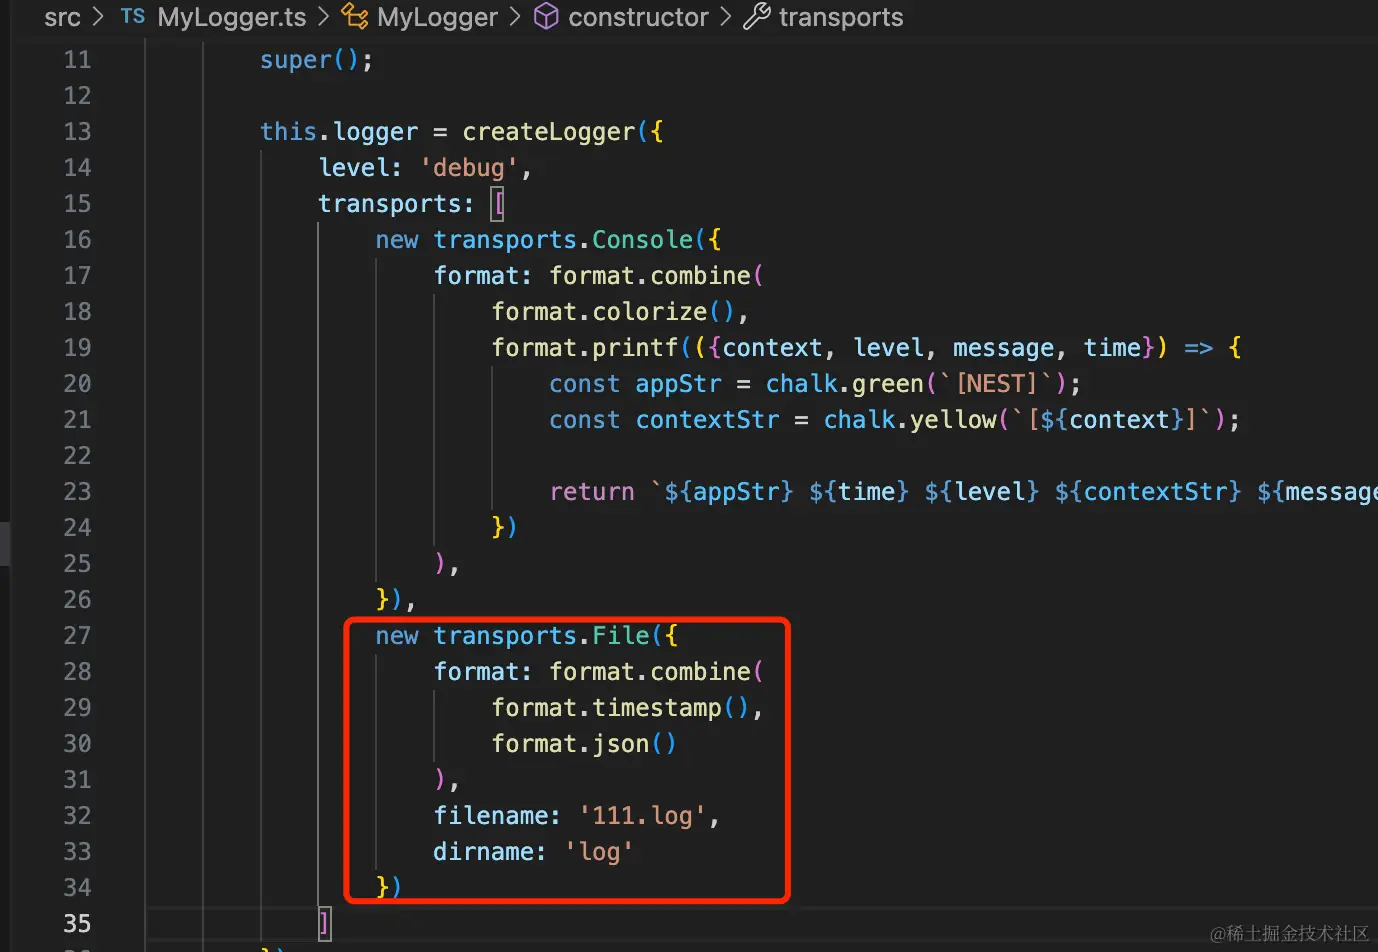 src > TS MyLogger.ts > MyLogger > constructor > transports
11 super();
12
13 this.logger = createLogger({
14 level: 'debug',
15 transports: [
16 new transports.Console({
17 format: format.combine(
18 format.colorize(),
19 format.printf(({context, level, message, time}) => {
20 const appStr = chalk.green(`[NEST]`);
21 const contextStr = chalk.yellow(`[${context}]`);
22
23 return `${appStr} ${time} ${level} ${contextStr} ${message
24 })
25 ),
26 }),
27 new transports.File({
28 format: format.combine(
29 format.timestamp(),
30 format.json()
31 ),
32 filename: '111.log',
33 dirname: 'log'
34 })
35 ]
@稀土掘金技术社区